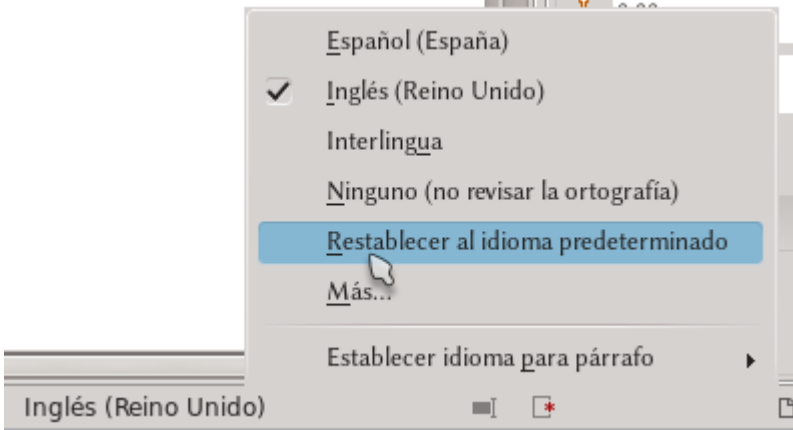 Español (España)
Inglés (Reino Unido)
Interlingua
Ninguno (no revisar la ortografía)
Restablecer al idioma predeterminado
Más...
Establecer idioma para párrafo
Inglés (Reino Unido)